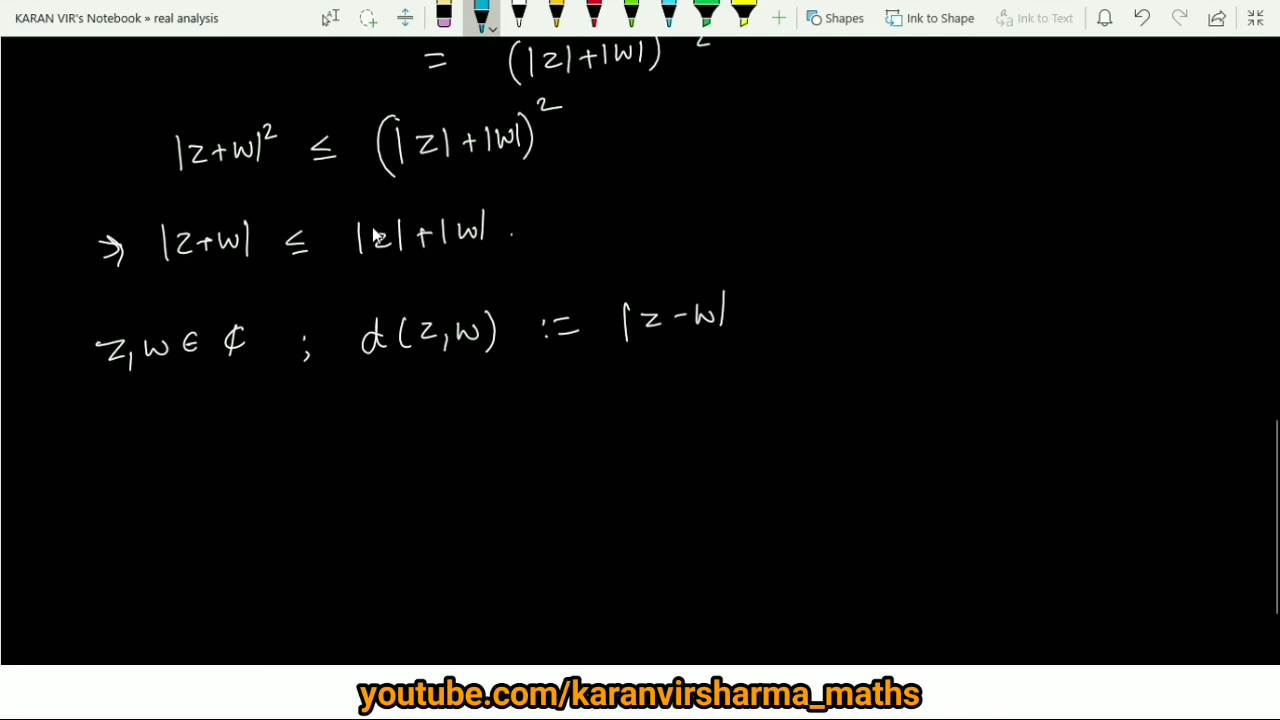 KARAN VIR's Notebook » real analysis Shapes Ink to Shape Ink to Text
= (|z|+|w|)²
|z+w|² ≤ (|z|+|w|)²
⇒ |z+w| ≤ |z|+|w| .
z,w ∈ ₵ ; d(z,w) := |z-w|
youtube.com/karanvirsharma_maths